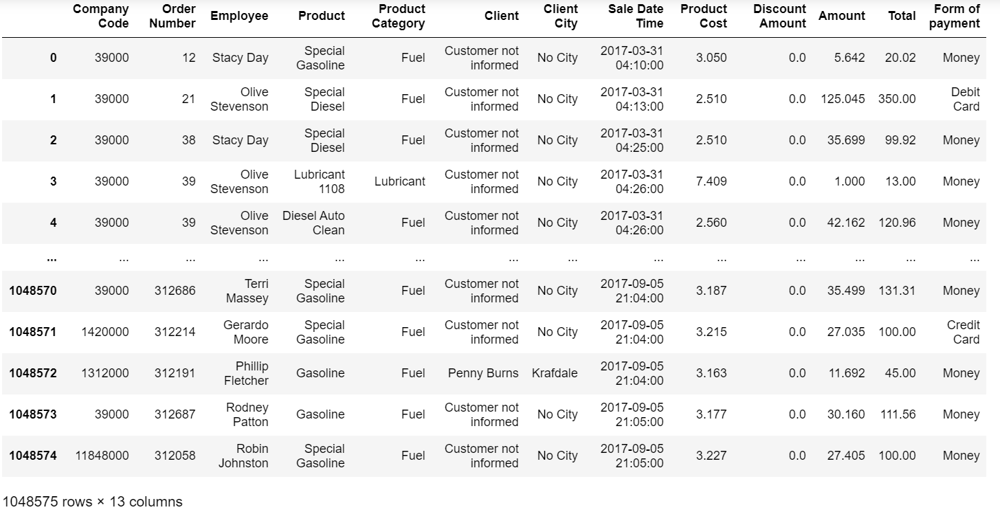 Company Code Order Number Employee Product Product Category Client Client City Sale Date Time Product Cost Discount Amount Amount Total Form of payment
0 39000 12 Stacy Day Special Gasoline Fuel Customer not informed No City 2017-03-31 04:10:00 3.050 0.0 5.642 20.02 Money
1 39000 21 Olive Stevenson Special Diesel Fuel Customer not informed No City 2017-03-31 04:13:00 2.510 0.0 125.045 350.00 Debit Card
2 39000 38 Stacy Day Special Diesel Fuel Customer not informed No City 2017-03-31 04:25:00 2.510 0.0 35.699 99.92 Money
3 39000 39 Olive Stevenson Lubricant 1108 Lubricant Customer not informed No City 2017-03-31 04:26:00 7.409 0.0 1.000 13.00 Money
4 39000 39 Olive Stevenson Diesel Auto Clean Fuel Customer not informed No City 2017-03-31 04:26:00 2.560 0.0 42.162 120.96 Money
... ... ... ... ... ... ... ... ... ... ... ... ... ...
1048570 39000 312686 Terri Massey Special Gasoline Fuel Customer not informed No City 2017-09-05 21:04:00 3.187 0.0 35.499 131.31 Money
1048571 1420000 312214 Gerardo Moore Special Gasoline Fuel Customer not informed No City 2017-09-05 21:04:00 3.215 0.0 27.035 100.00 Credit Card
1048572 1312000 312191 Phillip Fletcher Gasoline Fuel Penny Burns Krafdale 2017-09-05 21:04:00 3.163 0.0 11.692 45.00 Money
1048573 39000 312687 Rodney Patton Gasoline Fuel Customer not informed No City 2017-09-05 21:05:00 3.177 0.0 30.160 111.56 Money
1048574 11848000 312058 Robin Johnston Special Gasoline Fuel Customer not informed No City 2017-09-05 21:05:00 3.227 0.0 27.405 100.00 Money
1048575 rows × 13 columns